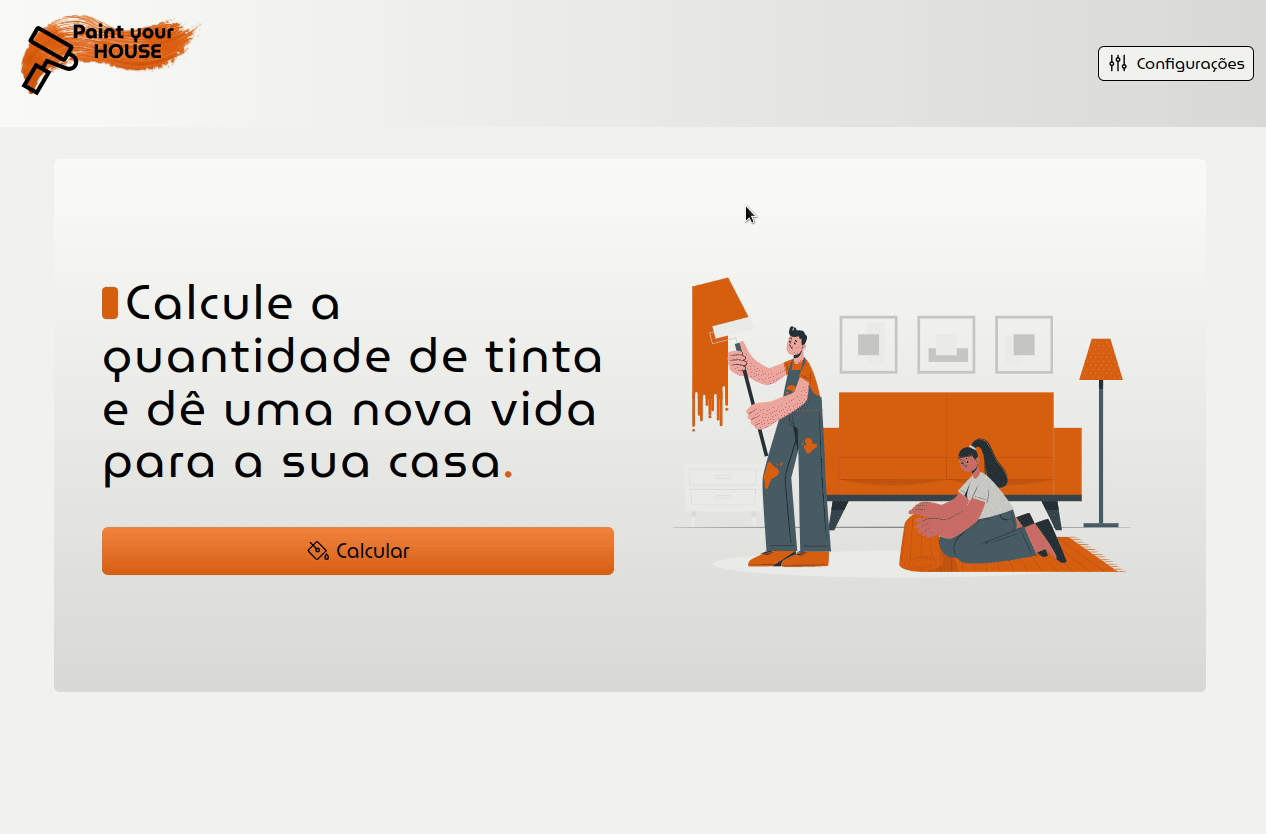 Paint your
HOUSE
Configurações
Calcule a
quantidade de tinta
e dê uma nova vida
para a sua casa.
Calcular